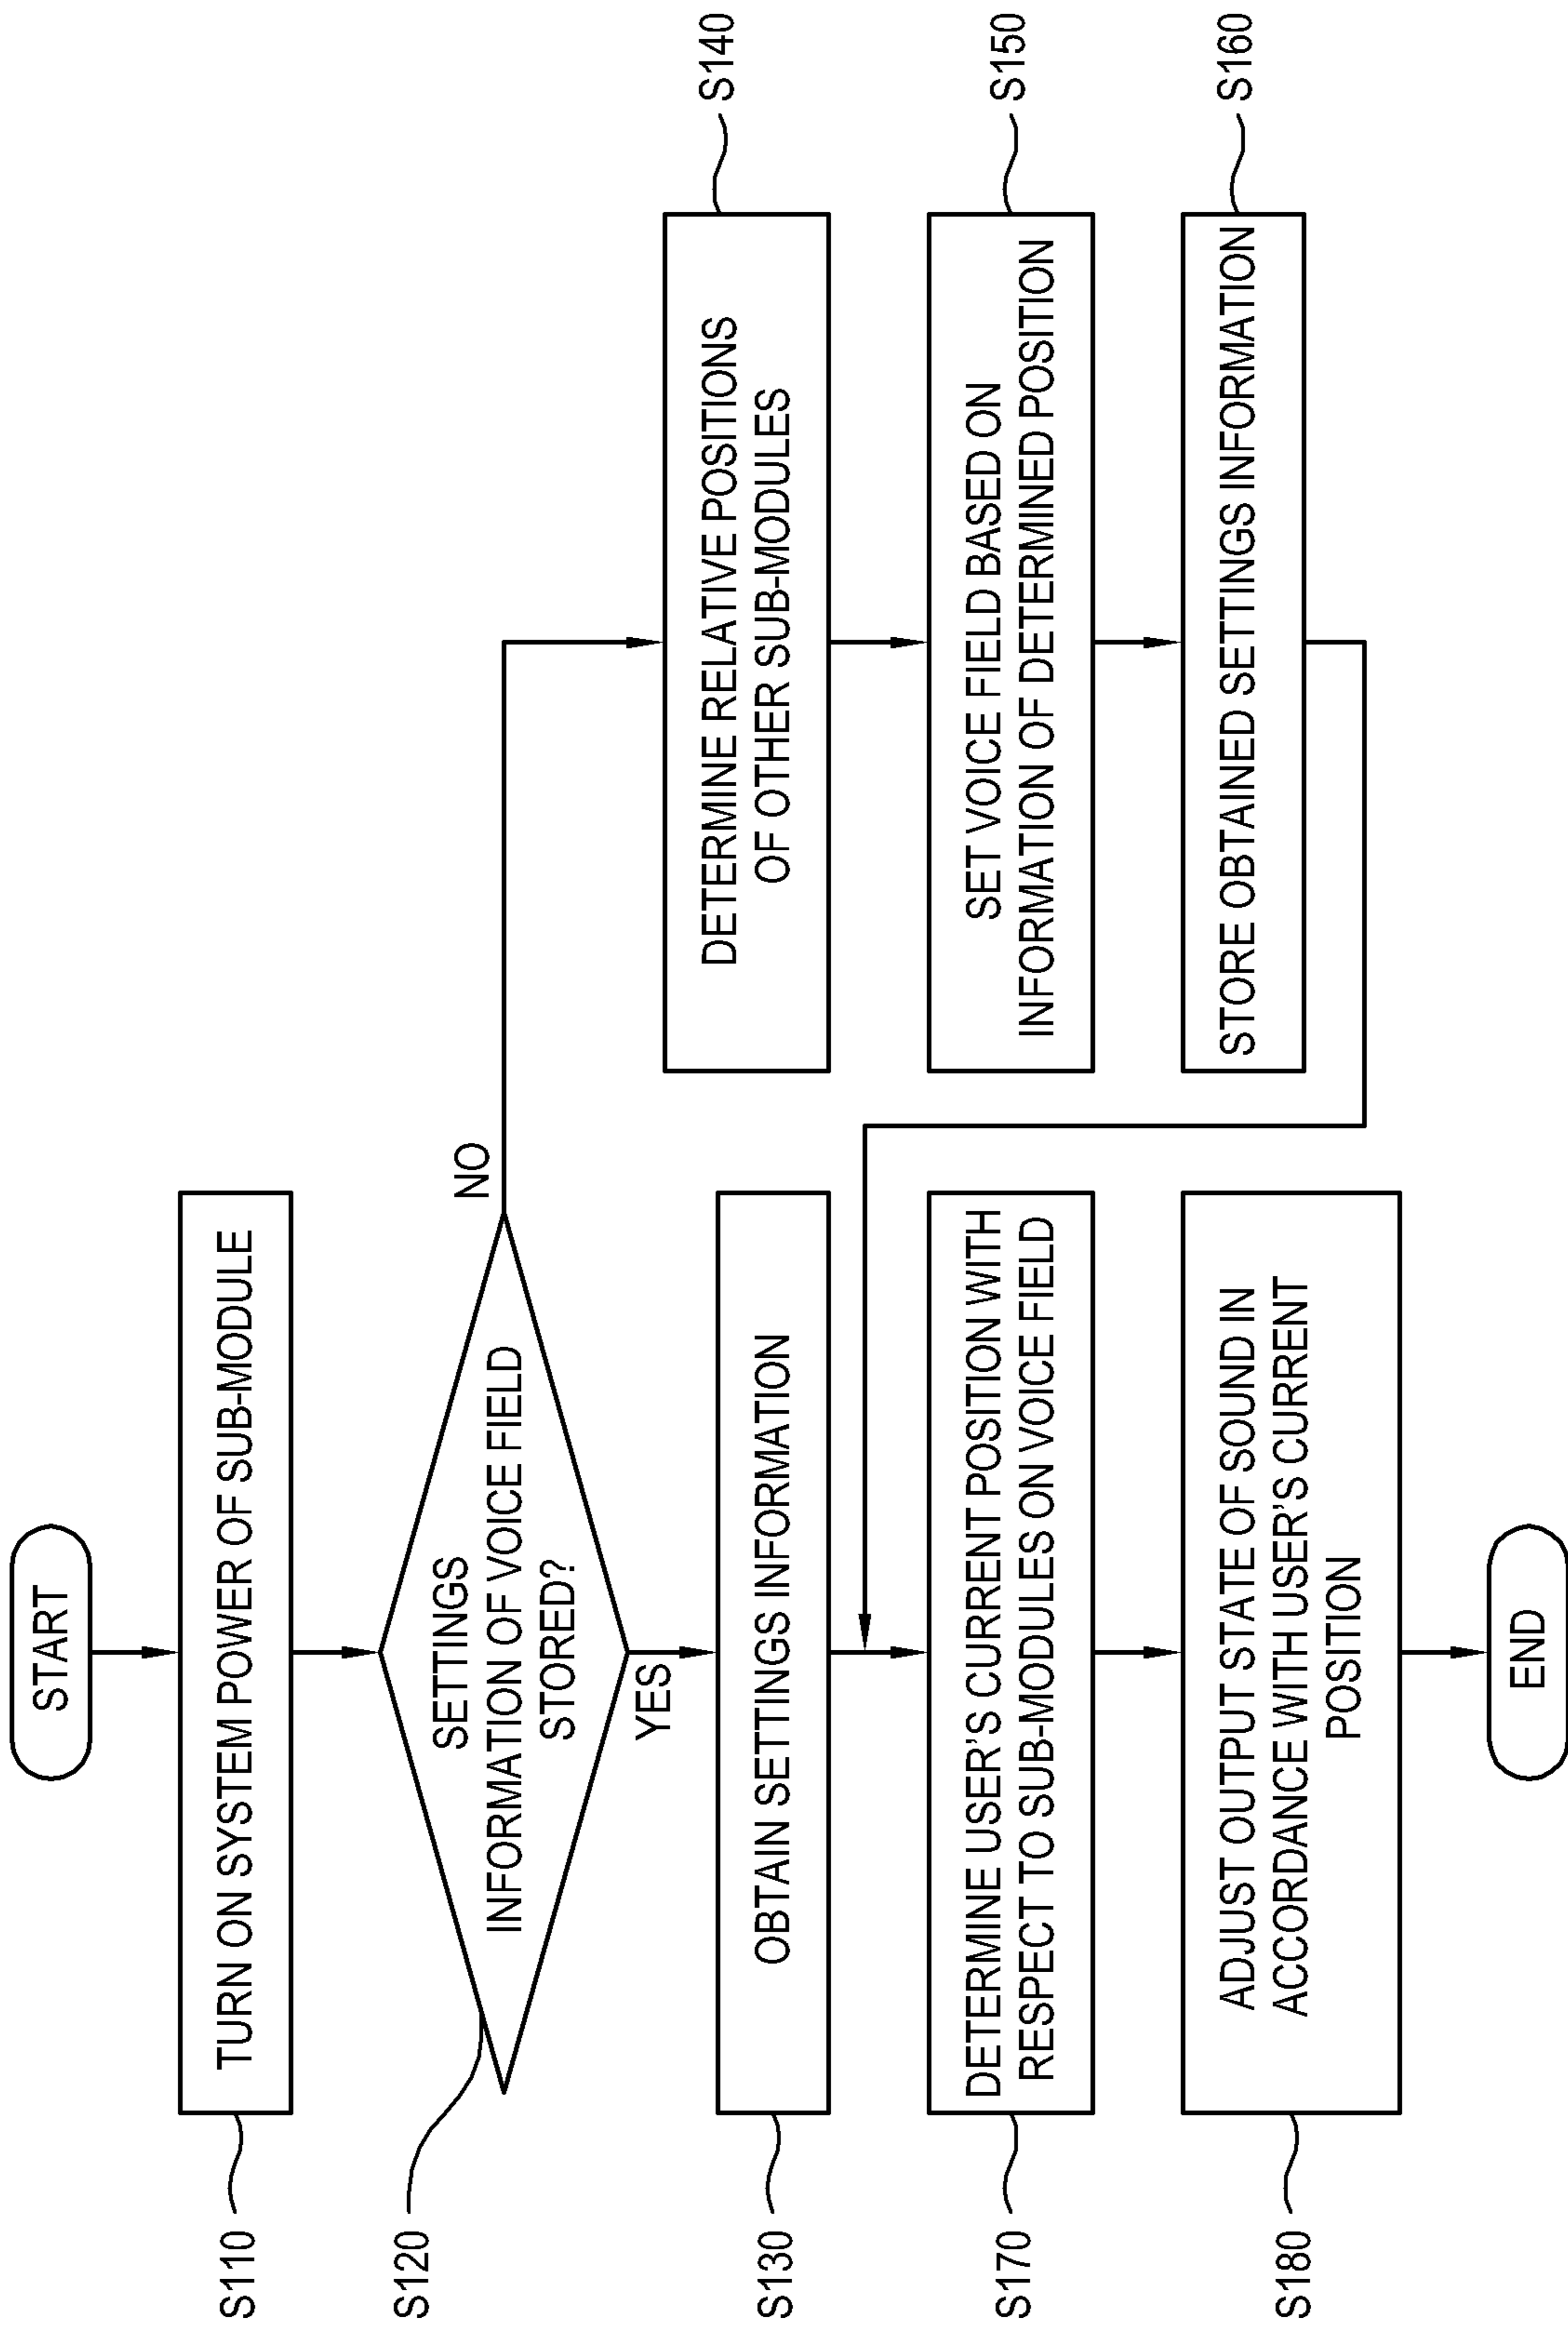 START
TURN ON SYSTEM POWER OF SUB-MODULE
S110
SETTINGS
INFORMATION OF VOICE FIELD
STORED?
S120
NO
YES
OBTAIN SETTINGS INFORMATION
S130
DETERMINE RELATIVE POSITIONS
OF OTHER SUB-MODULES
S140
SET VOICE FIELD BASED ON
INFORMATION OF DETERMINED POSITION
S150
STORE OBTAINED SETTINGS INFORMATION
S160
DETERMINE USER'S CURRENT POSITION WITH
RESPECT TO SUB-MODULES ON VOICE FIELD
S170
ADJUST OUTPUT STATE OF SOUND IN
ACCORDANCE WITH USER'S CURRENT
POSITION
S180
END